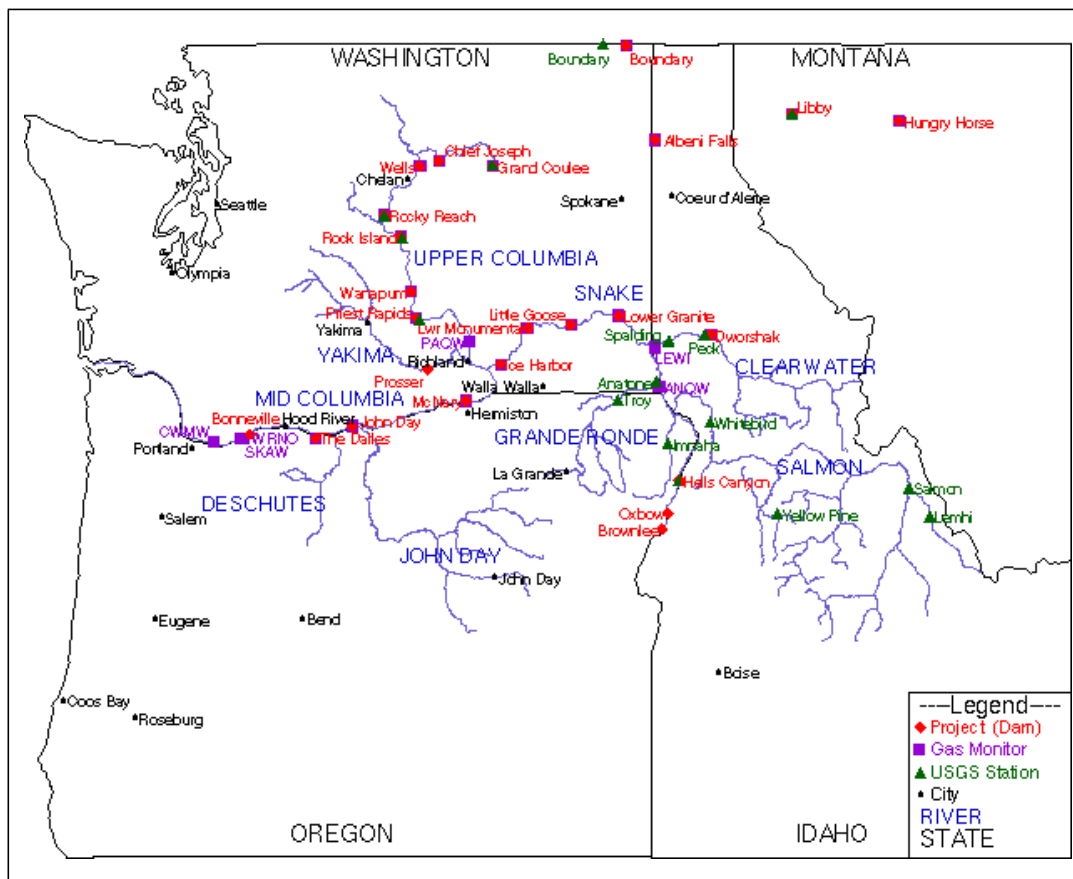 WASHINGTON
MONTANA
Boundary
Boundary
Libby
Hungry Horse
Chief Joseph
Albeni Falls
Wells
Grand Coulee
Chelan
Spokane
Coeur d'Alene
Seattle
Rocky Reach
Rock Island
UPPER COLUMBIA
Olympia
Wanapum
SNAKE
Priest Rapids
Little Goose
Lower Granite
Yakima
Lwr Monumental
Spalding
Dworshak
PAQW
Peck
YAKIMA
Richland
Ice Harbor
LEWI
CLEARWATER
Prosser
Walla Walla
Anatone
ANQW
MID COLUMBIA
McNary
Troy
Hermiston
Bonneville
Hood River
John Day
Whitebird
CWMW
WRNO
The Dalles
GRANDE RONDE
Imnaha
Portland
SKAW
La Grande
SALMON
Hells Canyon
DESCHUTES
Salmon
Salem
Oxbow
Yellow Pine
Lemhi
Brownlee
JOHN DAY
John Day
Eugene
Bend
Boise
Coos Bay
Roseburg
OREGON
IDAHO
----Legend----
Project (Dam)
Gas Monitor
USGS Station
City
RIVER
STATE